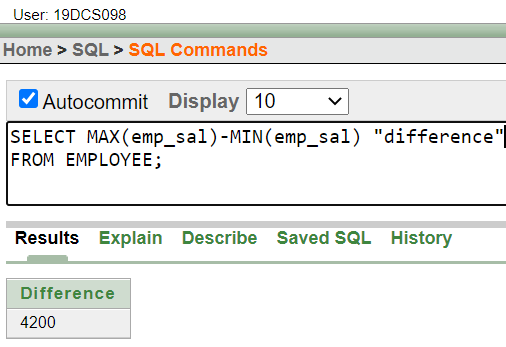 User: 19DCS098
Home > SQL > SQL Commands
Autocommit Display 10
SELECT MAX(emp_sal)-MIN(emp_sal) "difference"
FROM EMPLOYEE;
Results Explain Describe Saved SQL History
Difference
4200